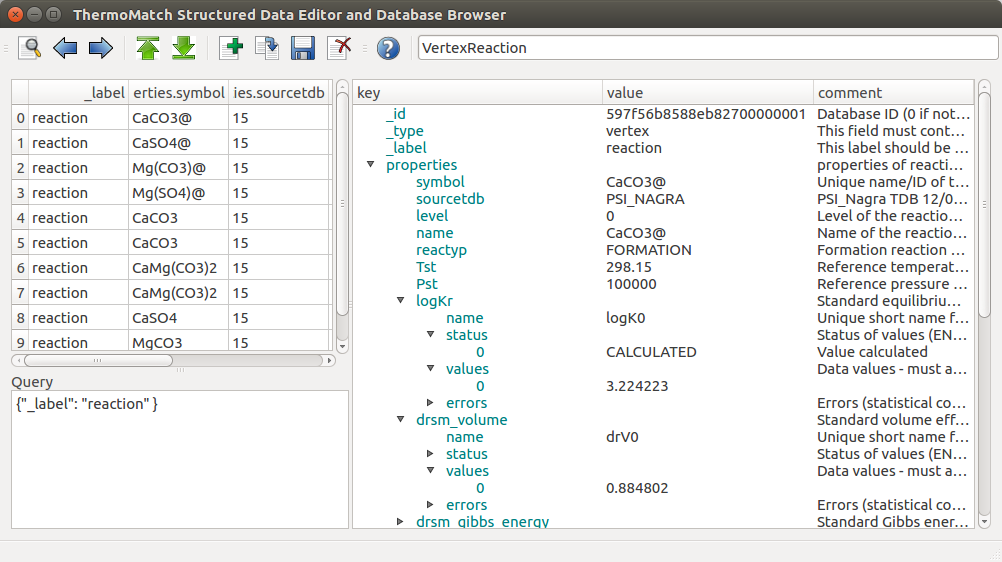 ThermoMatch Structured Data Editor and Database Browser
VertexReaction
_label erties.symbol ies.sourcetdb
0 reaction CaCO3@ 15
1 reaction CaSO4@ 15
2 reaction Mg(CO3)@ 15
3 reaction Mg(SO4)@ 15
4 reaction CaCO3 15
5 reaction CaCO3 15
6 reaction CaMg(CO3)2 15
7 reaction CaMg(CO3)2 15
8 reaction CaSO4 15
9 reaction MgCO3 15
Query
{"_label": "reaction" }
key value comment
_id 597f56b8588eb82700000001 Database ID (0 if not...
_type vertex This field must cont...
_label reaction This label should be ...
properties properties of reacti...
symbol CaCO3@ Unique name/ID of t...
sourcetdb PSI_NAGRA PSI_Nagra TDB 12/0...
level 0 Level of the reactio...
name CaCO3@ Name of the reactio...
reactyp FORMATION Formation reaction ...
Tst 298.15 Reference temperat...
Pst 100000 Reference pressure ...
logKr Standard equilibriu...
name logK0 Unique short name f...
status Status of values (EN...
0 CALCULATED Value calculated
values Data values - must a...
0 3.224223
errors Errors (statistical co...
drsm_volume Standard volume eff...
name drV0 Unique short name f...
status Status of values (EN...
values Data values - must a...
0 0.884802
errors Errors (statistical co...
drsm_gibbs_energy Standard Gibbs ener...